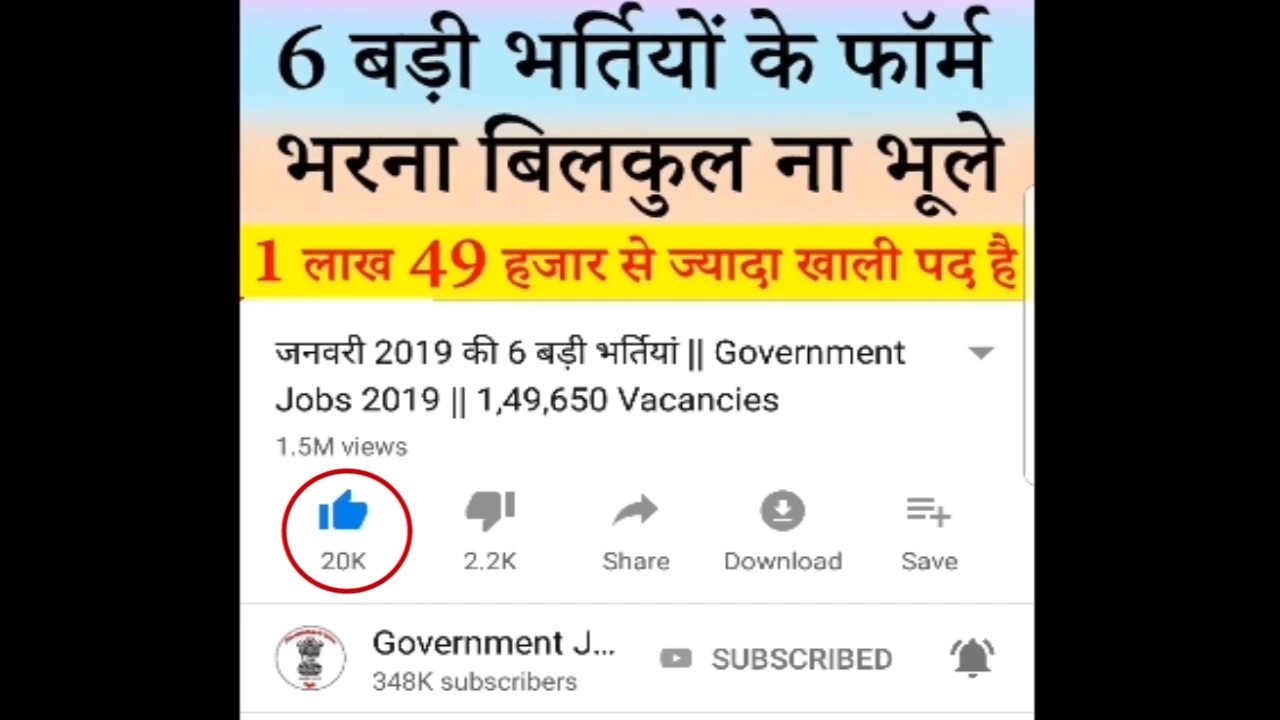 6 बड़ी भर्तियों के फॉर्म
भरना बिलकुल ना भूले
1 लाख 49 हजार से ज्यादा खाली पद है
जनवरी 2019 की 6 बड़ी भर्तियां || Government
Jobs 2019 || 1,49,650 Vacancies
1.5M views
20K 2.2K Share Download Save
Government J... SUBSCRIBED
348K subscribers